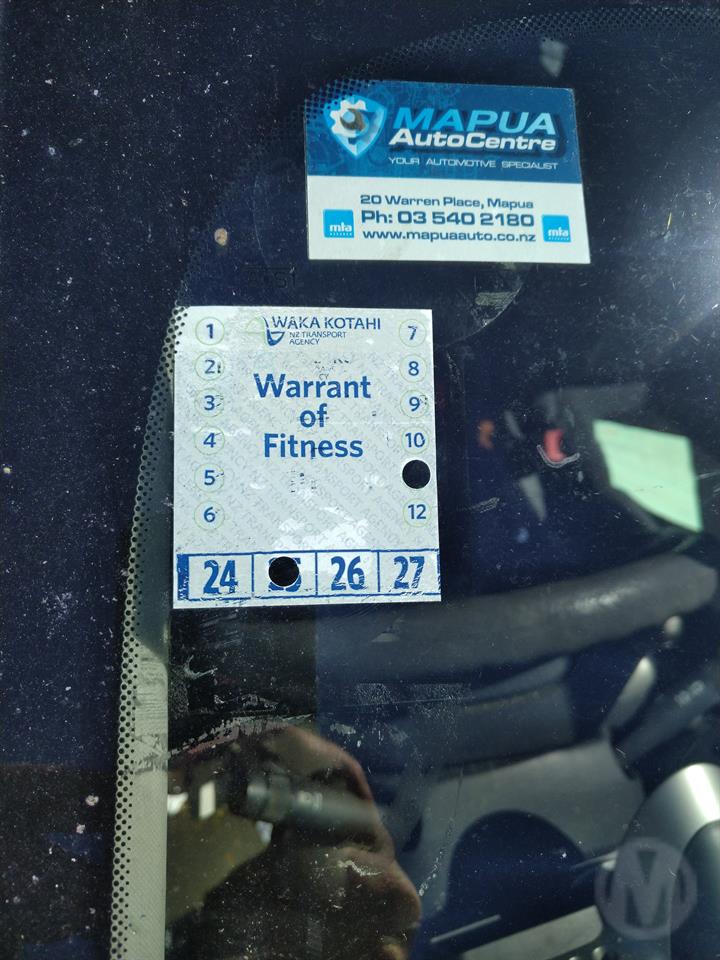 MAPUA
AutoCentre
YOUR AUTOMOTIVE SPECIALIST
20 Warren Place, Mapua
mta Ph: 03 540 2180 mta
www.mapuaauto.co.nz
WAKA KOTAHI
NZ TRANSPORT
AGENCY
1 7
2 8
Warrant
3 9
of
4 10
Fitness
5
6 12
24 26 27
M